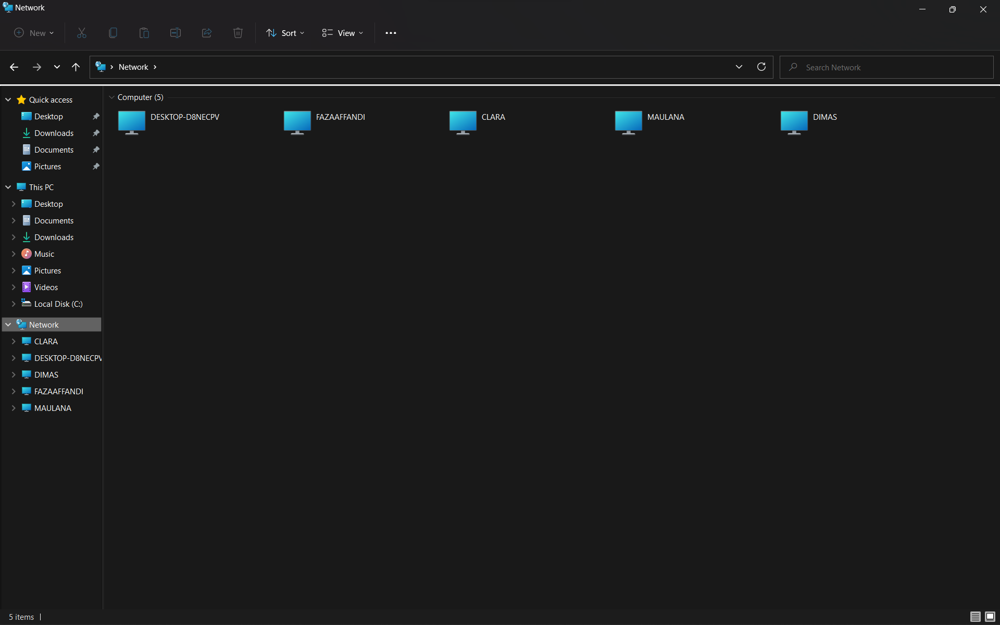 Network
New
Sort
View
Network
Search Network
Quick access
Desktop
Downloads
Documents
Pictures
This PC
Desktop
Documents
Downloads
Music
Pictures
Videos
Local Disk (C:)
Network
CLARA
DESKTOP-D8NECPV
DIMAS
FAZAAFFANDI
MAULANA
Computer (5)
DESKTOP-D8NECPV
FAZAAFFANDI
CLARA
MAULANA
DIMAS
5 items